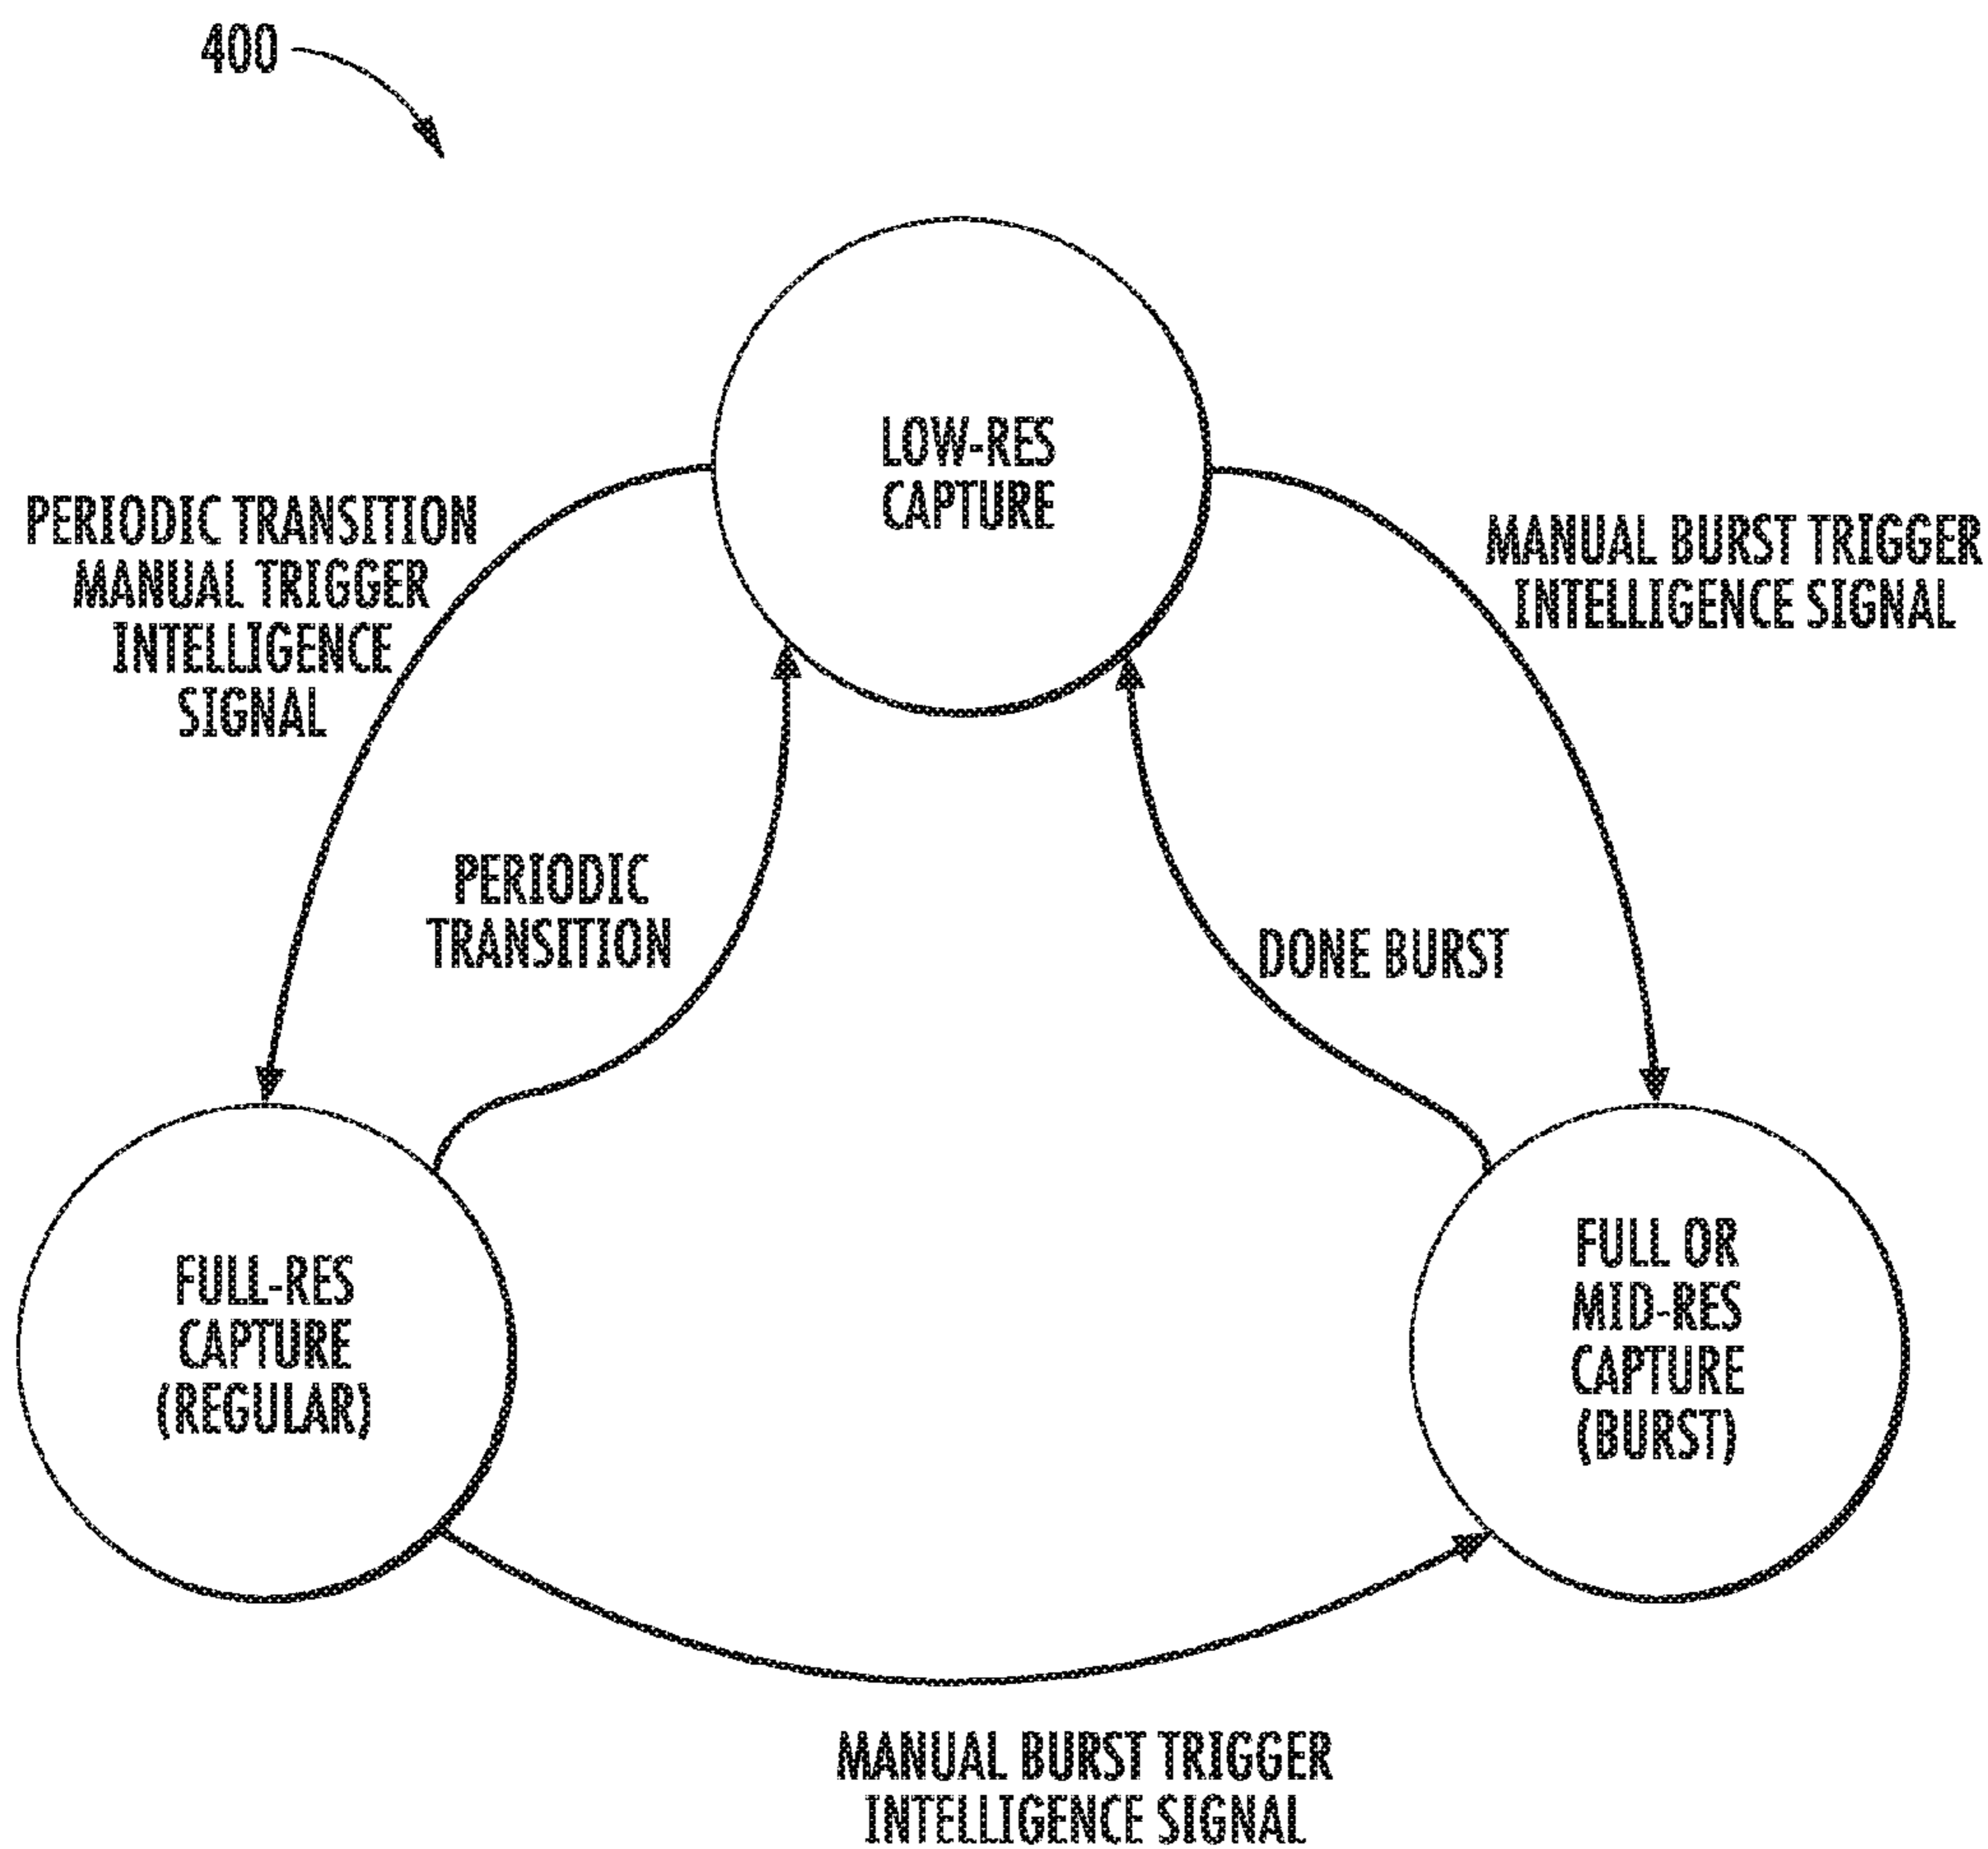 400
LOW-RES
CAPTURE
PERIODIC TRANSITION
MANUAL TRIGGER
INTELLIGENCE
SIGNAL
MANUAL BURST TRIGGER
INTELLIGENCE SIGNAL
PERIODIC
TRANSITION
DONE BURST
FULL-RES
CAPTURE
(REGULAR)
FULL OR
MID-RES
CAPTURE
(BURST)
MANUAL BURST TRIGGER
INTELLIGENCE SIGNAL